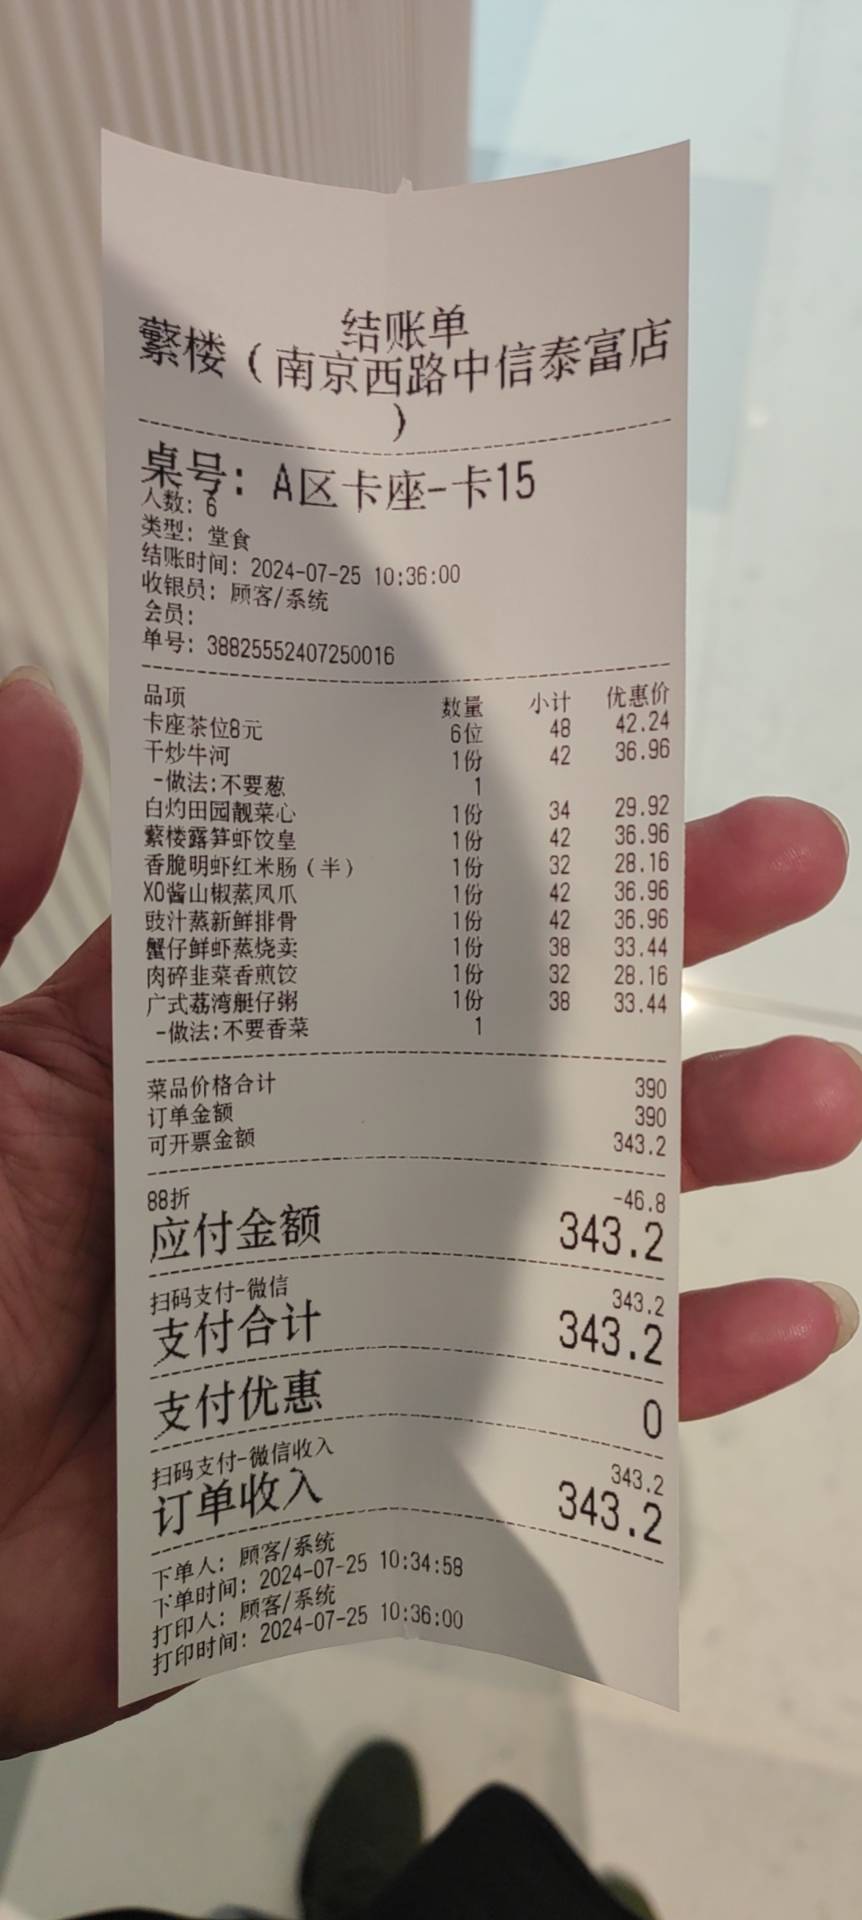 结账单
蘩楼（南京西路中信泰富店
）
桌号: A区卡座-卡15
人数: 6
类型: 堂食
结账时间: 2024-07-25 10:36:00
收银员: 顾客/系统
会员:
单号: 388255552407250016
品项 数量 小计 优惠价
卡座茶位8元 6位 48 42.24
干炒牛河 1份 42 36.96
-做法:不要葱 1
白灼田园靓菜心 1份 34 29.92
蘩楼露笋虾饺皇 1份 42 36.96
香脆明虾红米肠（半） 1份 32 28.16
XO酱山椒蒸凤爪 1份 42 36.96
豉汁蒸新鲜排骨 1份 42 36.96
蟹仔鲜虾蒸烧卖 1份 38 33.44
肉碎韭菜香煎饺 1份 32 28.16
广式荔湾艇仔粥 1份 38 33.44
-做法:不要香菜 1
菜品价格合计 390
订单金额 390
可开票金额 343.2
88折 -46.8
应付金额 343.2
扫码支付-微信 343.2
支付合计 343.2
支付优惠 0
扫码支付-微信收入 343.2
订单收入 343.2
下单人: 顾客/系统
下单时间: 2024-07-25 10:34:58
打印人: 顾客/系统
打印时间: 2024-07-25 10:36:00